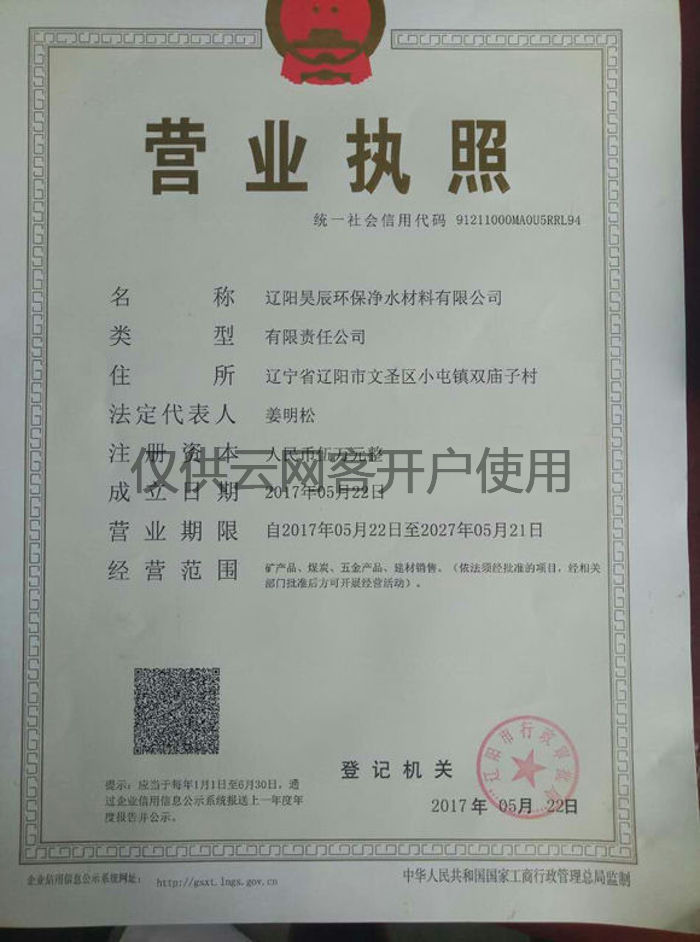 营业执照
统一社会信用代码 91211000MA0U5RRL94
名称 辽阳昊辰环保净水材料有限公司
类型 有限责任公司
住所 辽宁省辽阳市文圣区小屯镇双庙子村
法定代表人 姜明松
注册资本 人民币伍万元整
仅供云网客开户使用
成立日期 2017年05月22日
营业期限 自2017年05月22日至2027年05月21日
经营范围 矿产品、煤炭、五金产品、建材销售。（依法须经批准的项目，经相关
部门批准后方可开展经营活动）。
辽阳市行政审批局
登记机关
提示：应当于每年1月1日至6月30日，通
过企业信用信息公示系统报送上一年度年
度报告并公示。
2017年 05月 22日
企业信用信息公示系统网址： http://gsxt.lngs.gov.cn
中华人民共和国国家工商行政管理总局监制